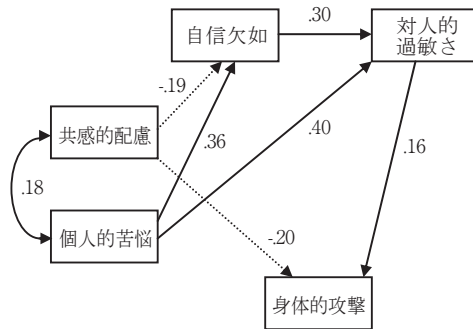 .30
自信欠如
対人的
過敏さ
-.19
共感的配慮
.36
.40
.16
.18
個人的苦悩
-.20
身体的攻撃